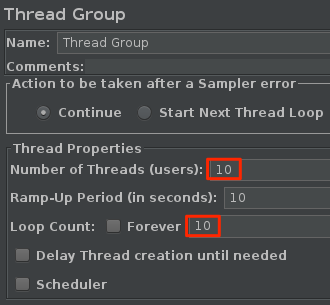 Thread Group
Name: Thread Group
Comments:
Action to be taken after a Sampler error
Continue Start Next Thread Loop
Thread Properties
Number of Threads (users): 10
Ramp-Up Period (in seconds): 10
Loop Count: Forever 10
Delay Thread creation until needed
Scheduler